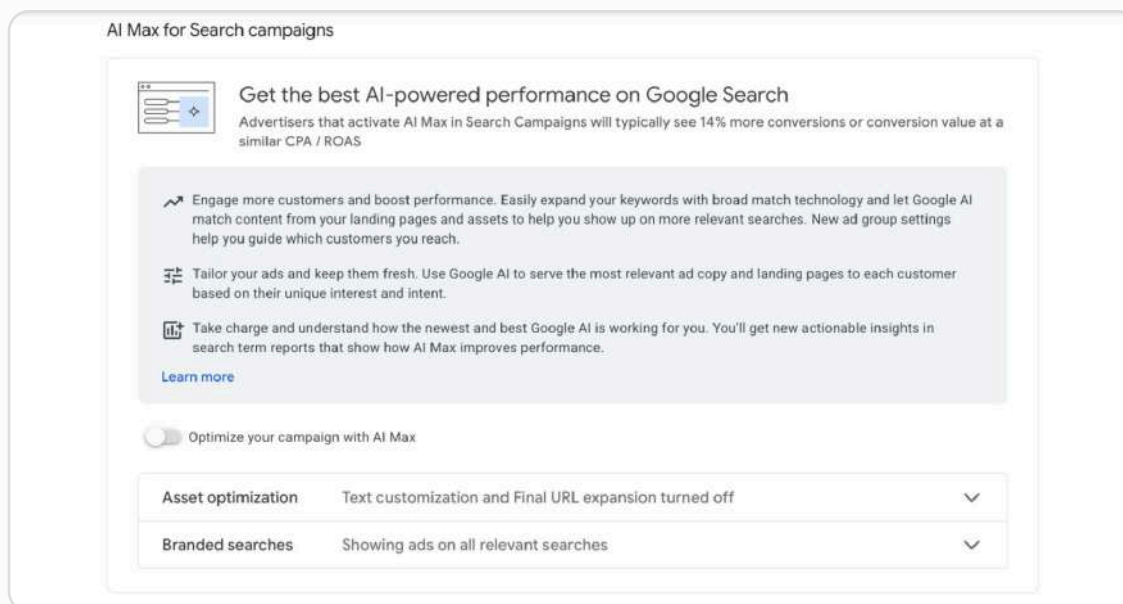 AI Max for Search campaigns
Get the best AI-powered performance on Google Search
Advertisers that activate AI Max in Search Campaigns will typically see 14% more conversions or conversion value at a
similar CPA / ROAS
Engage more customers and boost performance. Easily expand your keywords with broad match technology and let Google AI
match content from your landing pages and assets to help you show up on more relevant searches. New ad group settings
help you guide which customers you reach.
Tailor your ads and keep them fresh. Use Google AI to serve the most relevant ad copy and landing pages to each customer
based on their unique interest and intent.
Take charge and understand how the newest and best Google AI is working for you. You'll get new actionable insights in
search term reports that show how AI Max improves performance.
Learn more
Optimize your campaign with AI Max
Asset optimization Text customization and Final URL expansion turned off
Branded searches Showing ads on all relevant searches